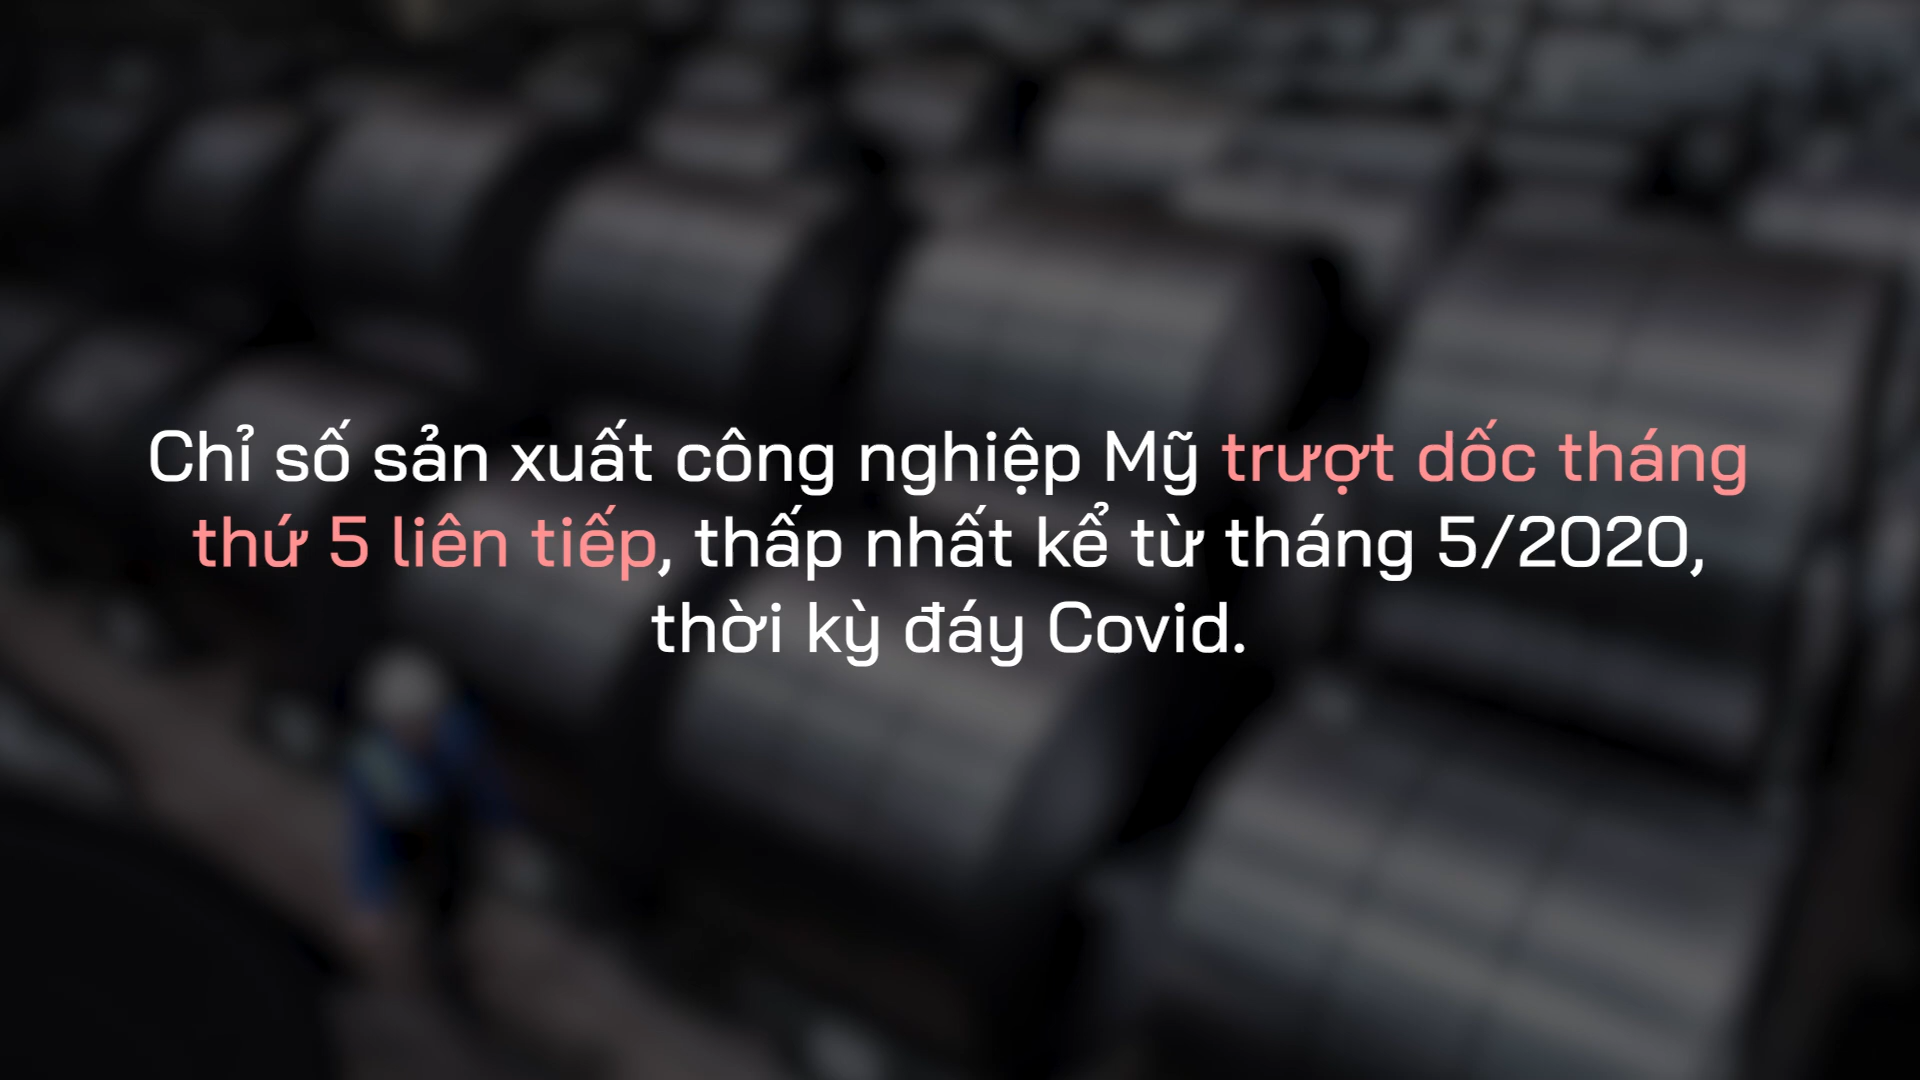 Chỉ số sản xuất công nghiệp Mỹ trượt dốc tháng
thứ 5 liên tiếp, thấp nhất kể từ tháng 5/2020,
thời kỳ đáy Covid.